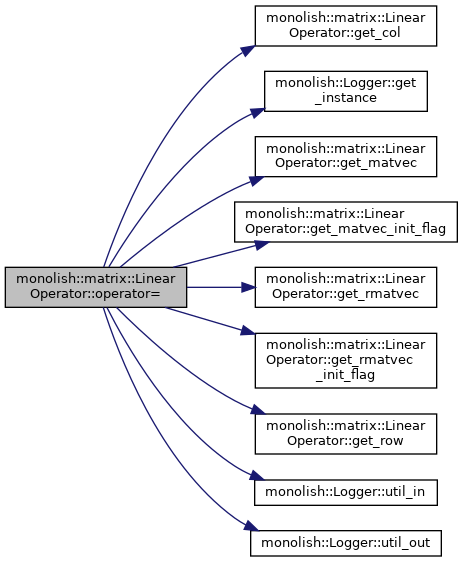 monolish::matrix::Linear
Operator::get_col
monolish::Logger::get
_instance
monolish::matrix::Linear
Operator::get_matvec
monolish::matrix::Linear
Operator::get_matvec_init_flag
monolish::matrix::Linear
Operator::operator=
monolish::matrix::Linear
Operator::get_rmatvec
monolish::matrix::Linear
Operator::get_rmatvec
_init_flag
monolish::matrix::Linear
Operator::get_row
monolish::Logger::util_in
monolish::Logger::util_out